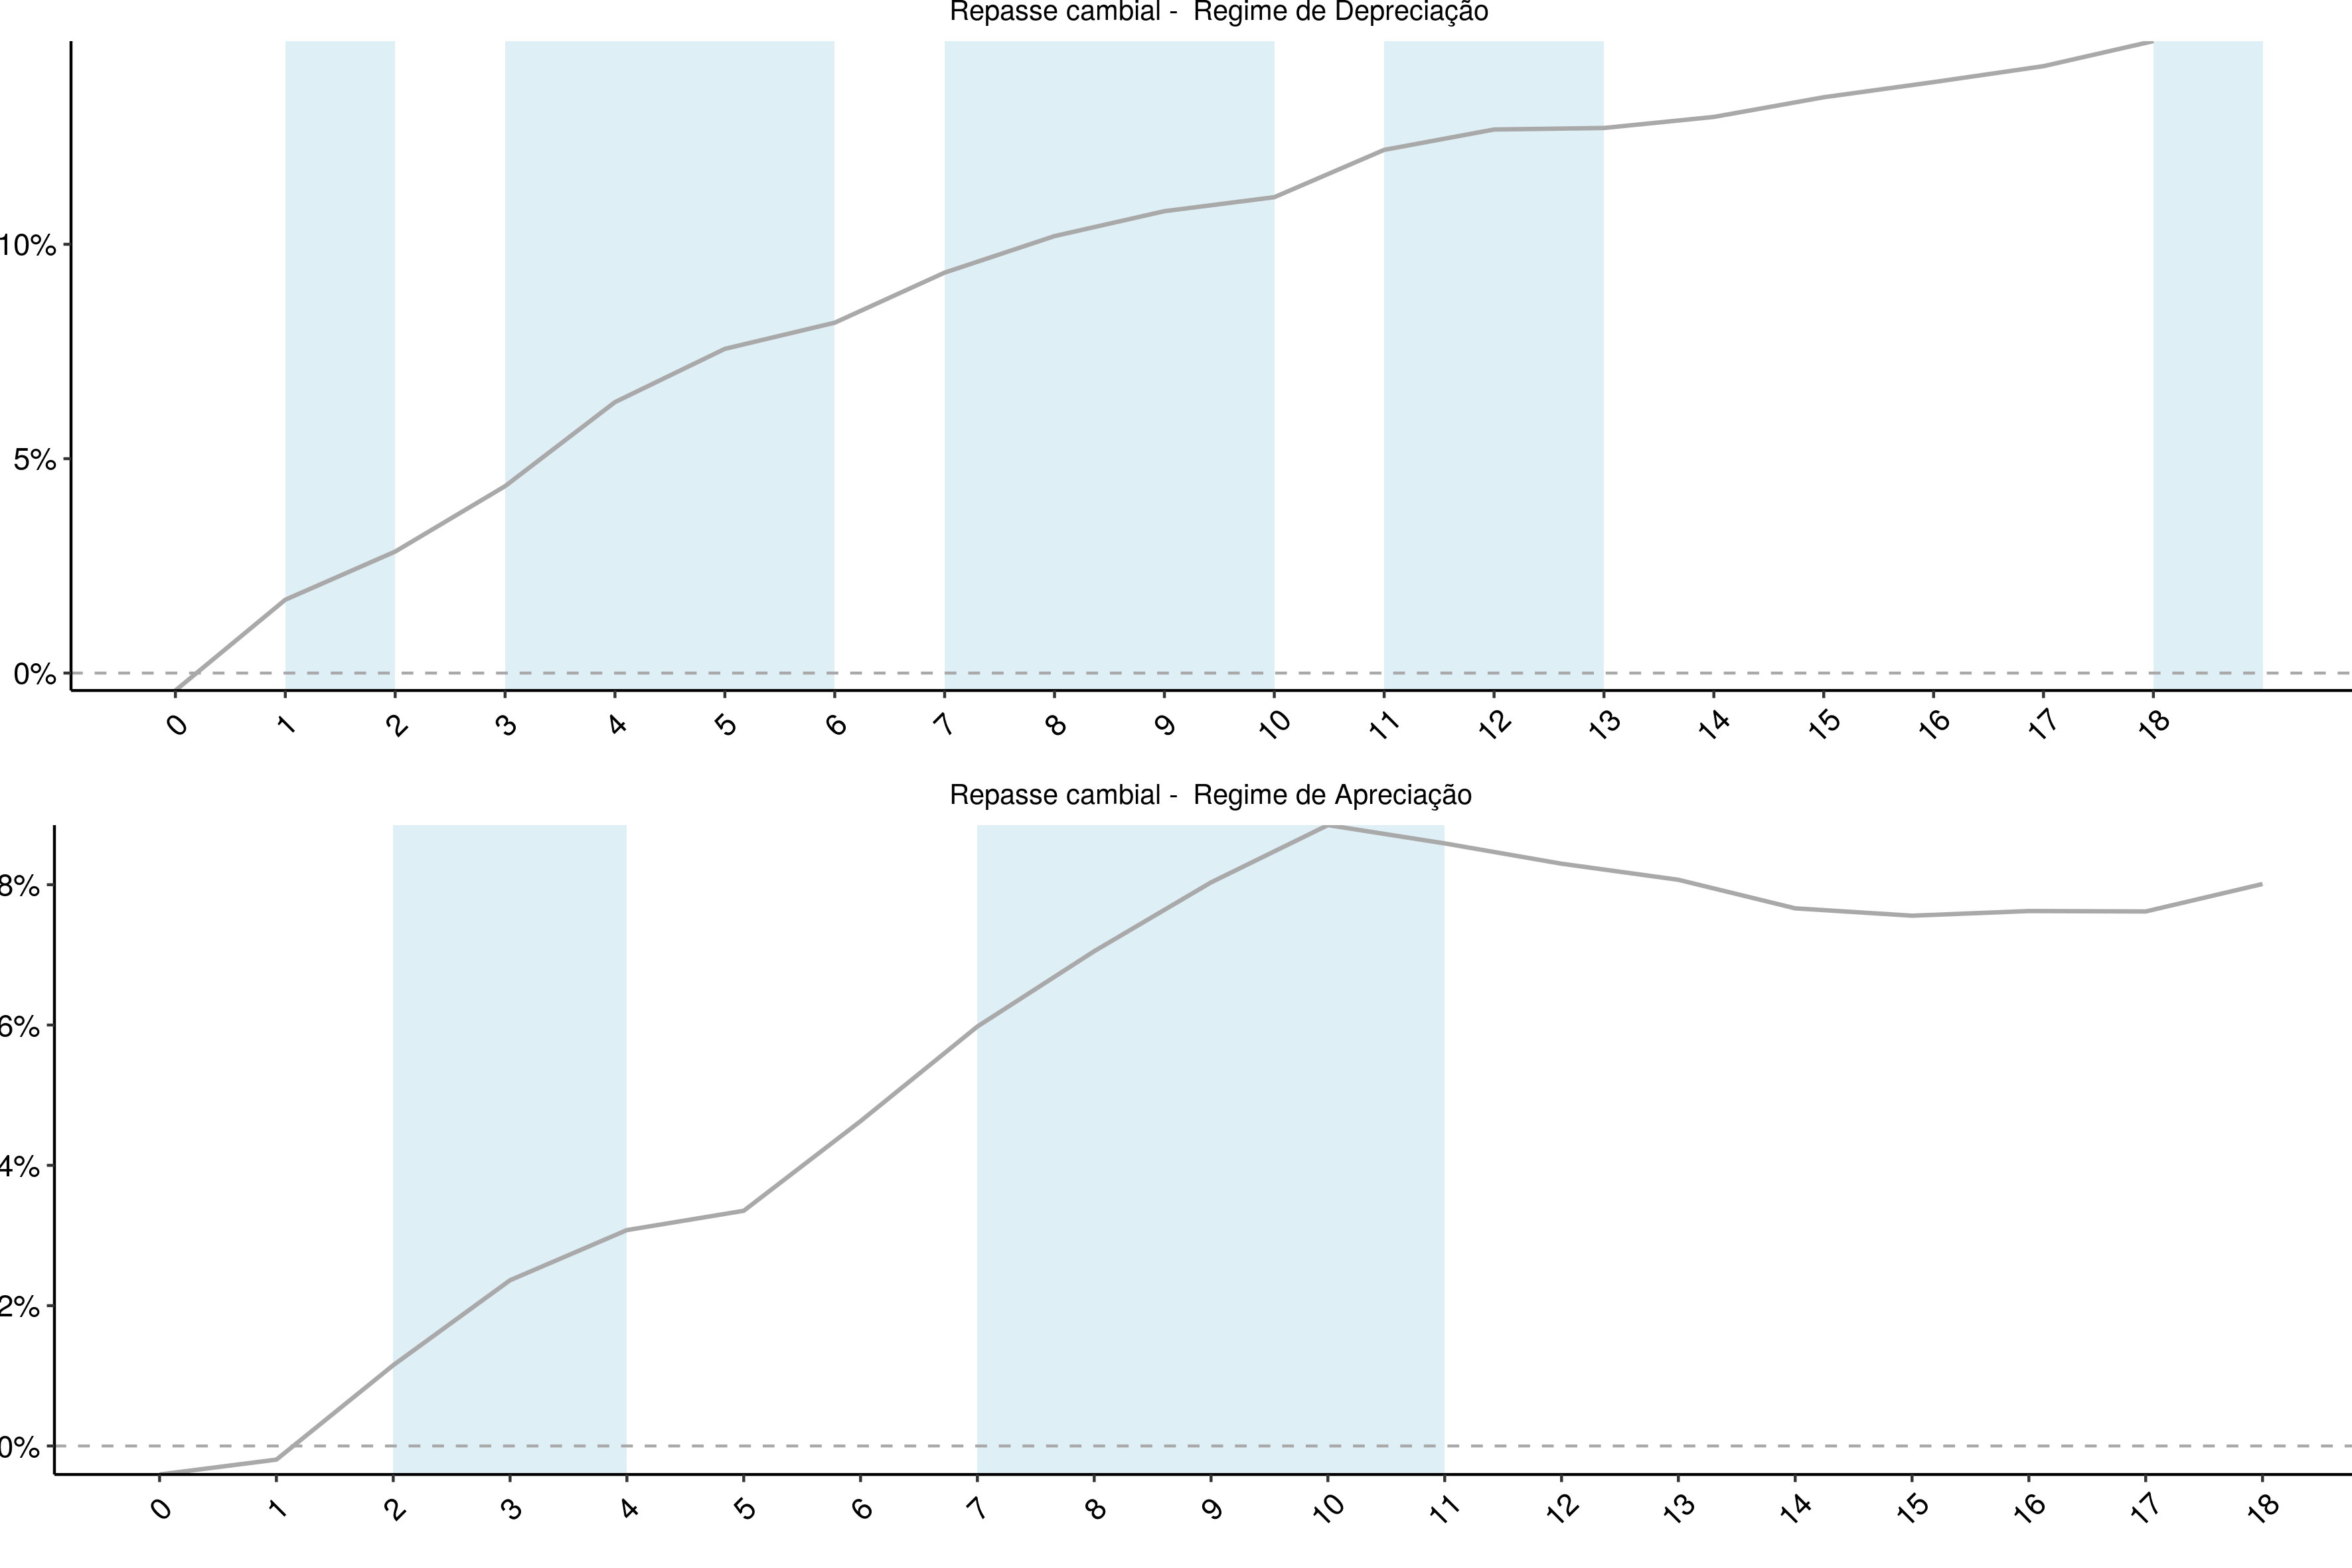 Repasse cambial -  Regime de Depreciação
10%
5%
0%
0 1 2 3 4 5 6 7 8 9 10 11 12 13 14 15 16 17 18
Repasse cambial -  Regime de Apreciação
8%
6%
4%
2%
0%
0 1 2 3 4 5 6 7 8 9 10 11 12 13 14 15 16 17 18